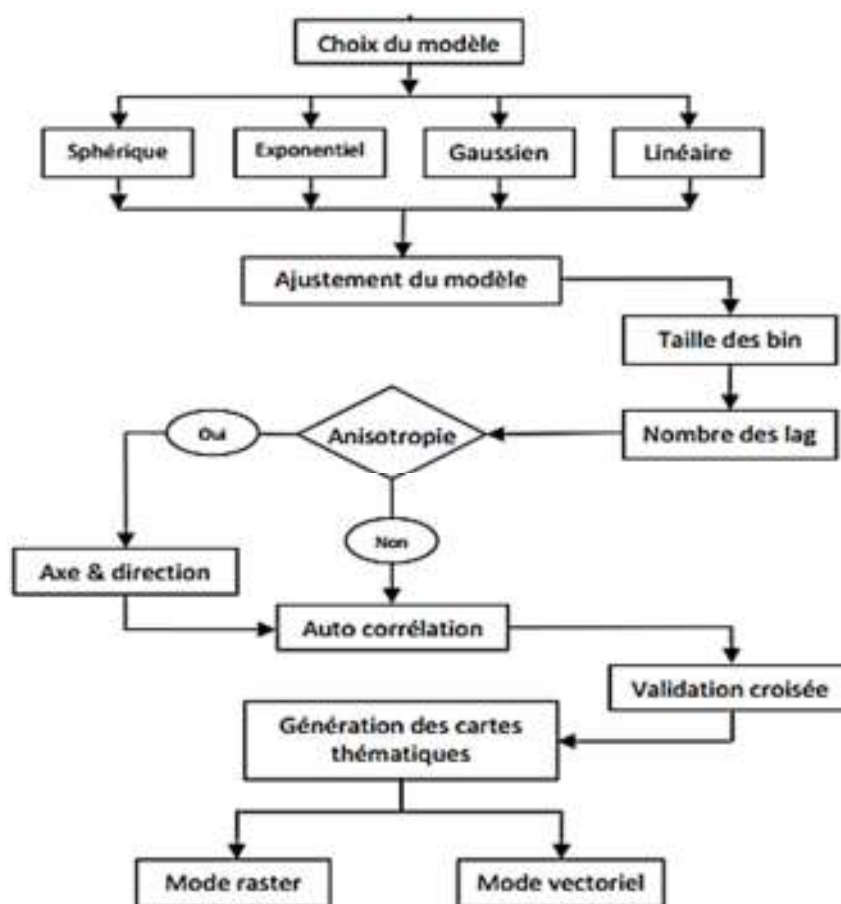 Choix du modèle
Sphérique
Exponentiel
Gaussien
Linéaire
Ajustement du modèle
Taille des bin
Nombre des lag
Anisotropie
Oui
Non
Axe & direction
Auto corrélation
Validation croisée
Génération des cartes
thématiques
Mode raster
Mode vectoriel